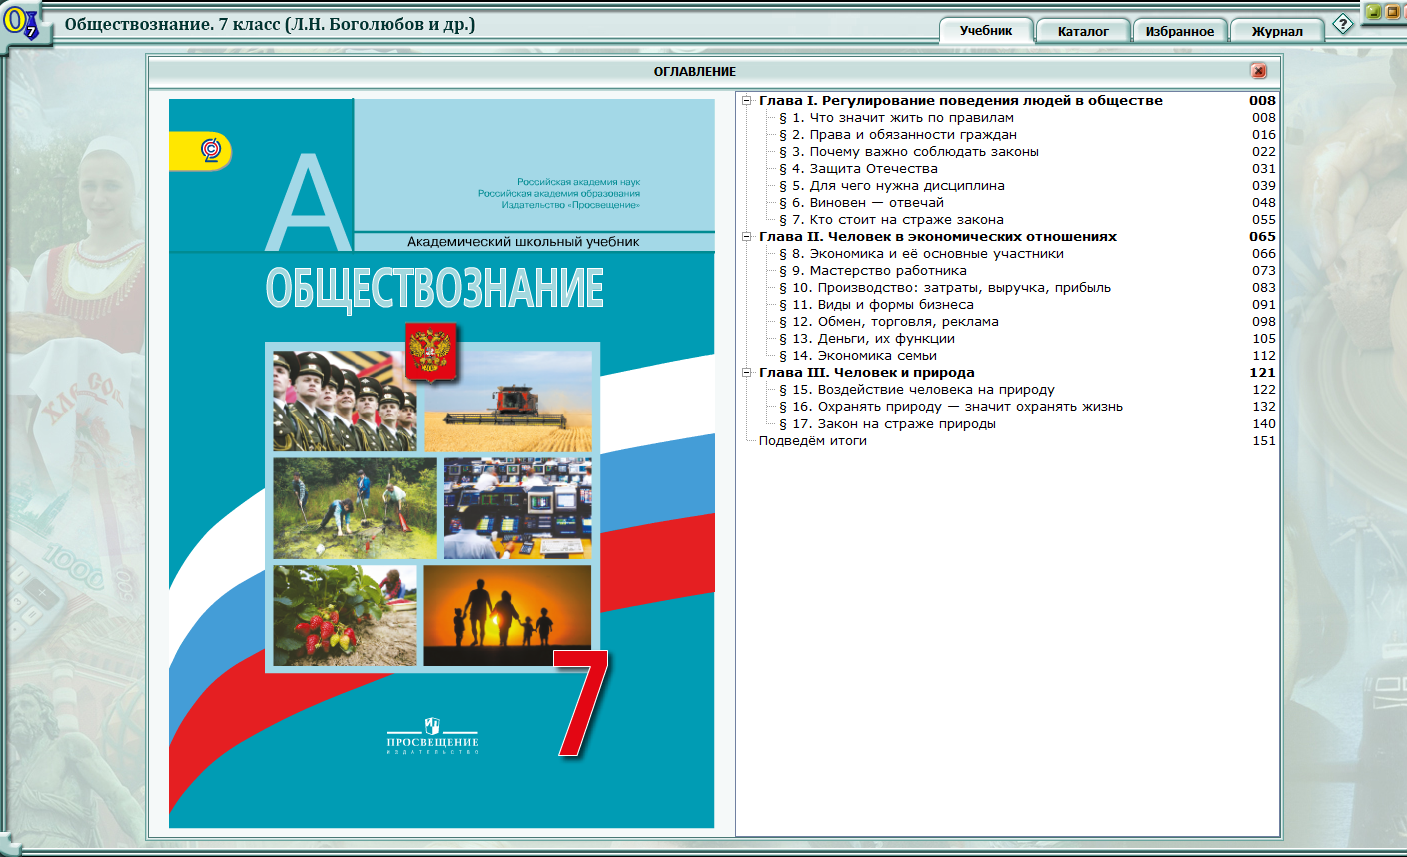 Обществознание. 7 класс (Л.Н. Боголюбов и др.)
Учебник
Каталог
Избранное
Журнал
?
О 7
ОГЛАВЛЕНИЕ
Российская академия наук
Российская академия образования
Издательство «Просвещение»
А
Академический школьный учебник
ОБЩЕСТВОЗНАНИЕ
7
ПРОСВЕЩЕНИЕ
ИЗДАТЕЛЬСТВО
Глава I. Регулирование поведения людей в обществе 008
§ 1. Что значит жить по правилам 008
§ 2. Права и обязанности граждан 016
§ 3. Почему важно соблюдать законы 022
§ 4. Защита Отечества 031
§ 5. Для чего нужна дисциплина 039
§ 6. Виновен — отвечай 048
§ 7. Кто стоит на страже закона 055
Глава II. Человек в экономических отношениях 065
§ 8. Экономика и её основные участники 066
§ 9. Мастерство работника 073
§ 10. Производство: затраты, выручка, прибыль 083
§ 11. Виды и формы бизнеса 091
§ 12. Обмен, торговля, реклама 098
§ 13. Деньги, их функции 105
§ 14. Экономика семьи 112
Глава III. Человек и природа 121
§ 15. Воздействие человека на природу 122
§ 16. Охранять природу — значит охранять жизнь 132
§ 17. Закон на страже природы 140
Подведём итоги 151
ХЛЕБ
1000